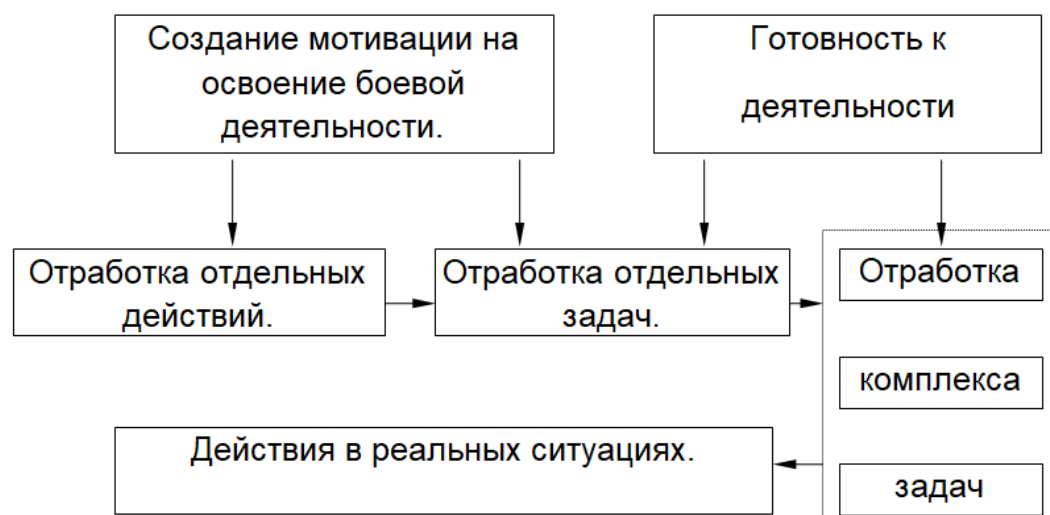 Создание мотивации на
освоение боевой
деятельности.
Готовность к
деятельности
Отработка отдельных
действий.
Отработка отдельных
задач.
Отработка
комплекса
задач
Действия в реальных ситуациях.